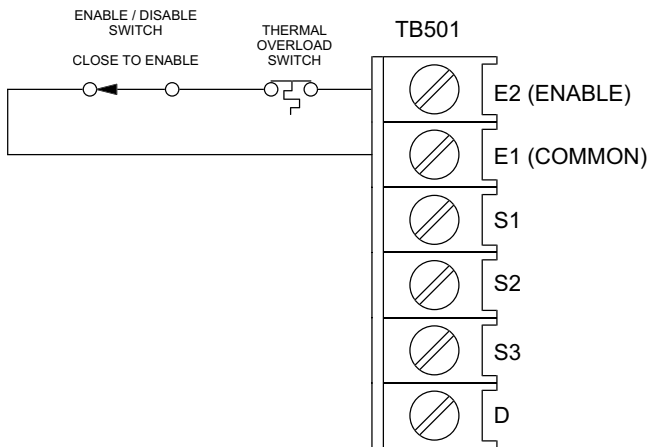 ENABLE / DISABLE
SWITCH
CLOSE TO ENABLE
THERMAL
OVERLOAD
SWITCH
TB501
E2 (ENABLE)
E1 (COMMON)
S1
S2
S3
D